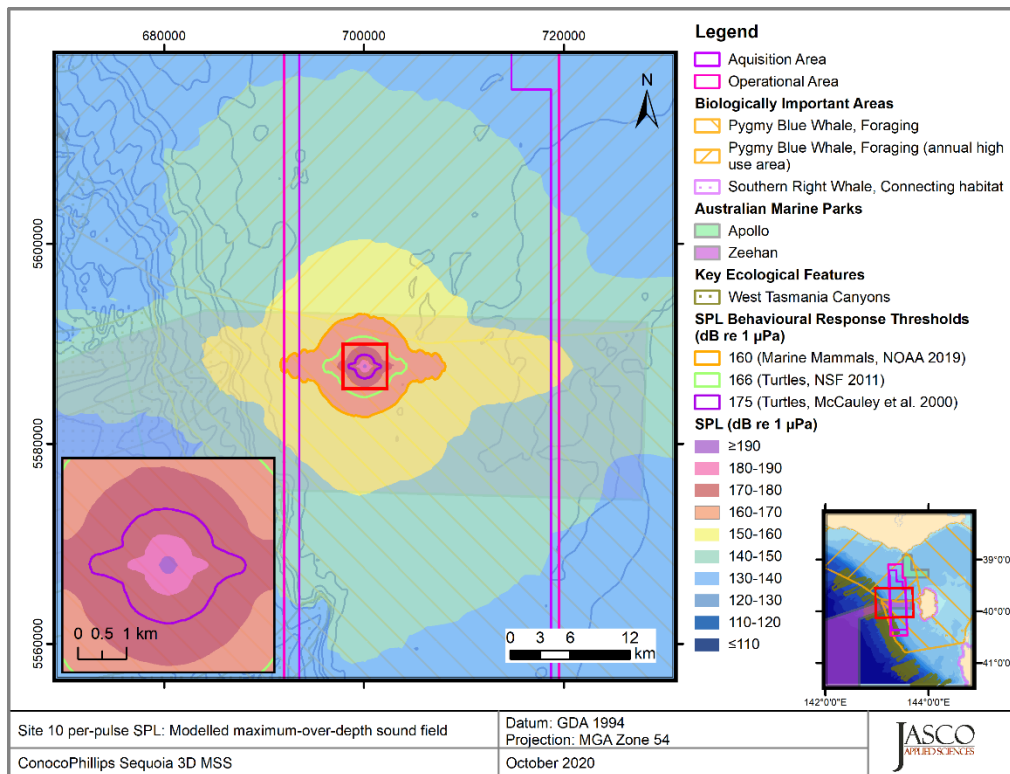 680000
700000
720000
5600000
5580000
5560000
N
0 0.5 1 km
0 3 6 12
km
Legend
Aquisition Area
Operational Area
Biologically Important Areas
Pygmy Blue Whale, Foraging
Pygmy Blue Whale, Foraging (annual high
use area)
Southern Right Whale, Connecting habitat
Australian Marine Parks
Apollo
Zeehan
Key Ecological Features
West Tasmania Canyons
SPL Behavioural Response Thresholds
(dB re 1 µPa)
160 (Marine Mammals, NOAA 2019)
166 (Turtles, NSF 2011)
175 (Turtles, McCauley et al. 2000)
SPL (dB re 1 µPa)
≥190
180-190
170-180
160-170
150-160
140-150
130-140
120-130
110-120
≤110
39°0'0"
40°0'0"
41°0'0"
142°0'0"E
144°0'0"E
Site 10 per-pulse SPL: Modelled maximum-over-depth sound field
Datum: GDA 1994
Projection: MGA Zone 54
ConocoPhillips Sequoia 3D MSS
October 2020
JASCO
APPLIED SCIENCES